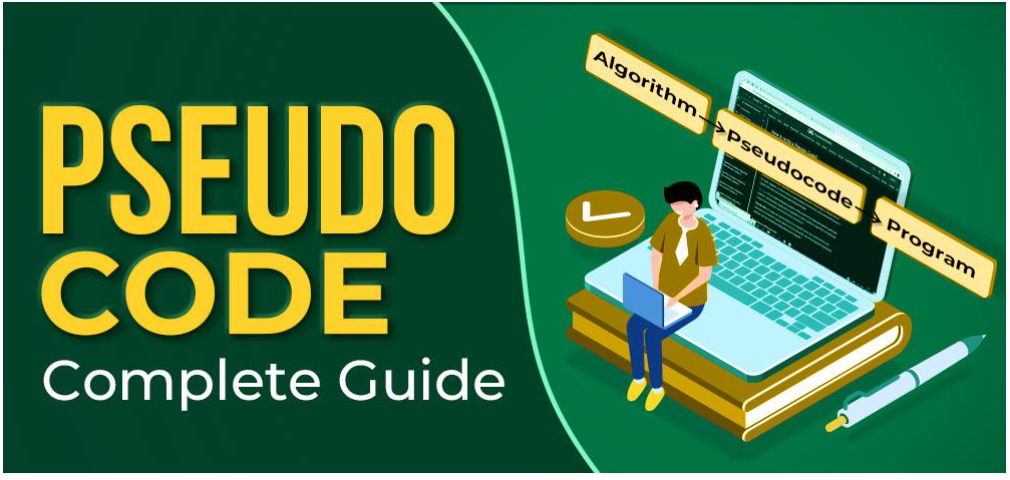 PSEUDO
CODE
Complete Guide
Algorithm
Pseudocode
Program